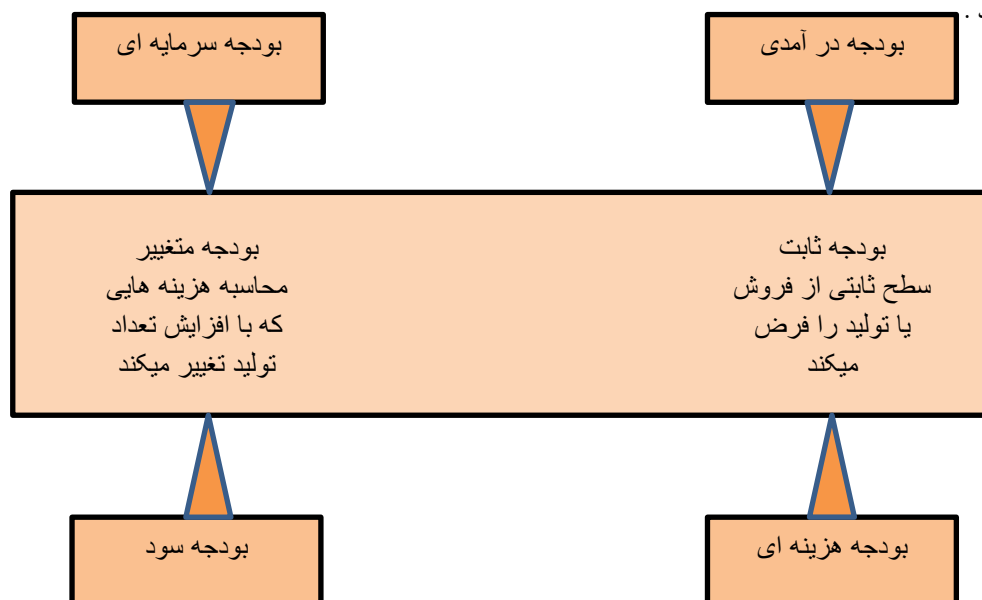 بودجه در آمدی
بودجه سرمایه ای
بودجه ثابت
سطح ثابتی از فروش
یا تولید را فرض
میکند
بودجه متغییر
محاسبه هزینه هایی
که با افزایش تعداد
تولید تغییر میکند
بودجه هزینه ای
بودجه سود